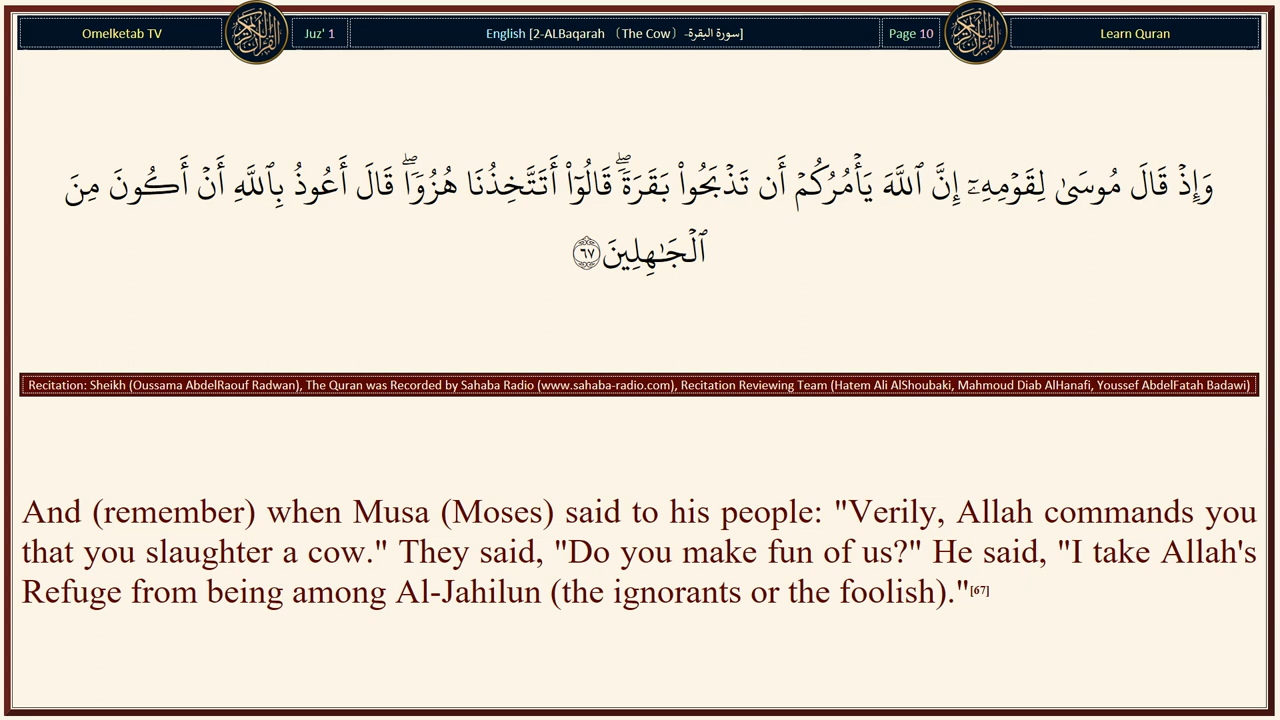 Omelketab TV
Juz' 1
English [2-ALBaqarah （The Cow） -سورة البقرة]
Page 10
Learn Quran
وَإِذۡ قَالَ مُوسَىٰ لِقَوۡمِهِۦٓ إِنَّ ٱللَّهَ يَأۡمُرُكُمۡ أَن تَذۡبَحُواْ بَقَرَةٗۖ قَالُوٓاْ أَتَتَّخِذُنَا هُزُوٗاۖ قَالَ أَعُوذُ بِٱللَّهِ أَنۡ أَكُونَ مِنَ
ٱلۡجَٰهِلِينَ ٦٧
Recitation: Sheikh (Oussama AbdelRaouf Radwan), The Quran was Recorded by Sahaba Radio (www.sahaba-radio.com), Recitation Reviewing Team (Hatem Ali AlShoubaki, Mahmoud Diab AlHanafi, Youssef AbdelFatah Badawi)
And (remember) when Musa (Moses) said to his people: "Verily, Allah commands you
that you slaughter a cow." They said, "Do you make fun of us?" He said, "I take Allah's
Refuge from being among Al-Jahilun (the ignorants or the foolish)."[67]